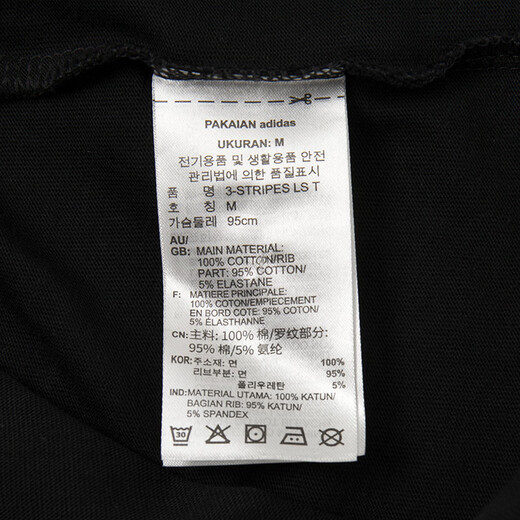 PAKAIAN adidas
UKURAN: M
전기용품 및 생활용품 안전
관리법에 의한 품질표시
품 명 3-STRIPES LS T
호 칭 M
가슴둘레 95cm
AU/
GB: MAIN MATERIAL:
100% COTTON/RIB
PART: 95% COTTON/
5% ELASTANE
F: MATIERE PRINCIPALE:
100% COTON/EMPIECEMENT
EN BORD COTE: 95% COTON/
5% ÉLASTHANNE
CN: 主料: 100% 棉/罗纹部分:
95% 棉/5% 氨纶
KOR: 주소재: 면 100%
리브부분: 면 95%
폴리우레탄 5%
IND: MATERIAL UTAMA: 100% KATUN/
BAGIAN RIB: 95% KATUN/
5% SPANDEX
30